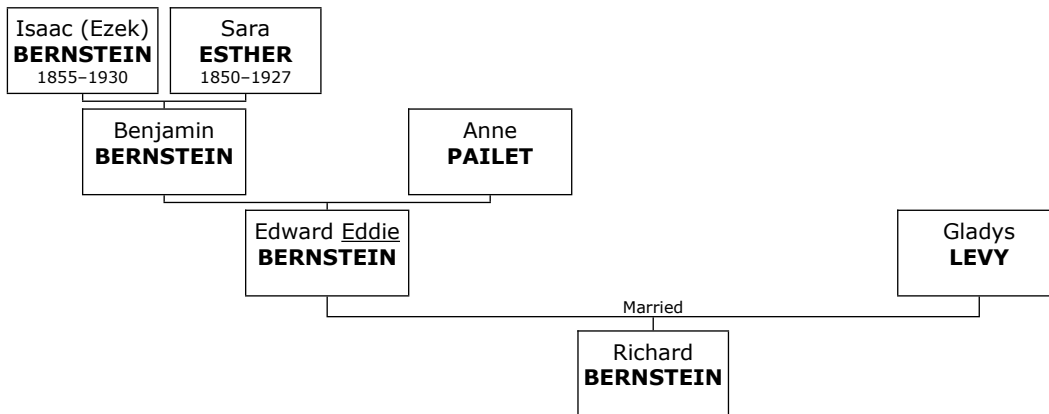 Isaac (Ezek)
BERNSTEIN
1855–1930
Sara
ESTHER
1850–1927
Benjamin
BERNSTEIN
Anne
PAILET
Edward Eddie
BERNSTEIN
Gladys
LEVY
Married
Richard
BERNSTEIN